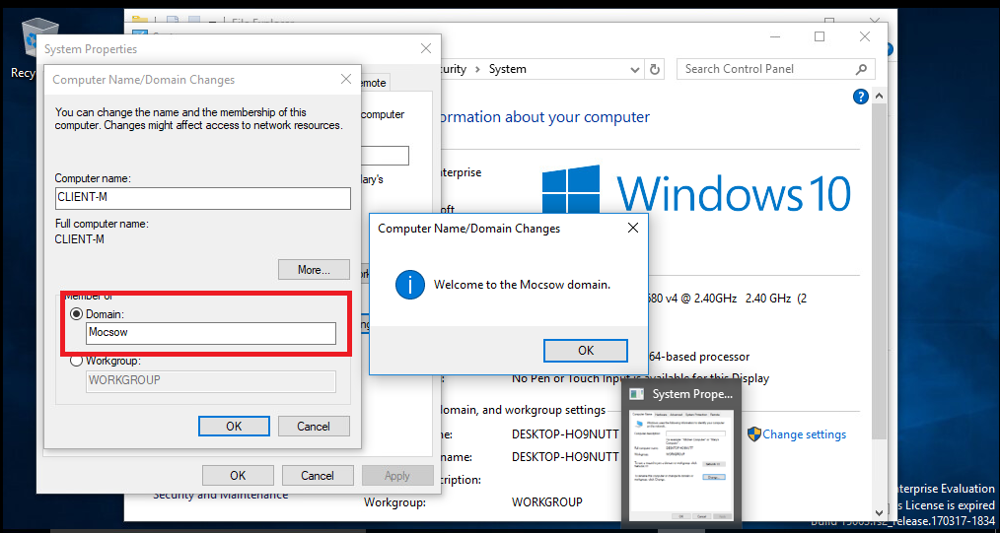 File Explorer
Recy
System Properties
Computer Name/Domain Changes
You can change the name and the membership of this
computer. Changes might affect access to network resources.
Computer name:
CLIENT-M
Full computer name:
CLIENT-M
More...
Member of
Domain:
Mocsow
Workgroup:
WORKGROUP
OK
Cancel
OK
Cancel
Apply
emote
computer
lary's
curity > System
Search Control Panel
ormation about your computer
nterprise
Windows 10
oft
Computer Name/Domain Changes
Welcome to the Mocsow domain.
OK
680 v4 @ 2.40GHz 2.40 GHz (2
64-based processor
No Pen or Touch Input is available for this Display
domain, and workgroup settings
me:
DESKTOP-HO9NUTT
Change settings
name:
DESKTOP-HO9NUTT
cription:
Workgroup:
WORKGROUP
Security and Maintenance
System Prope...
terprise Evaluation
s License is expired
Build 15063.rs2_release.170317-1834